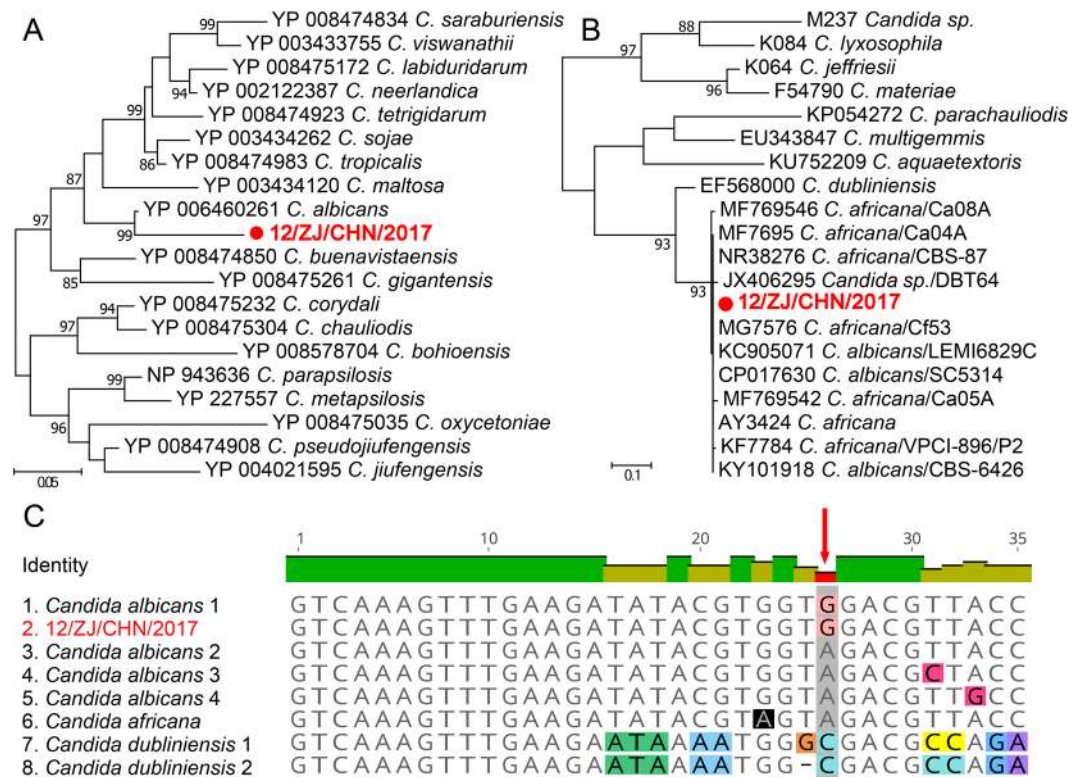 A
YP 008474834 C. saraburiensis
99
YP 003433755 C. viswanathii
YP 008475172 C. labiduridarum
94
YP 002122387 C. neerlandica
99
YP 008474923 C. tetrigidarum
YP 003434262 C. sojae
86
YP 008474983 C. tropicalis
87
YP 003434120 C. maltosa
97
YP 006460261 C. albicans
99
12/ZJ/CHN/2017
YP 008474850 C. buenavistaensis
85
YP 008475261 C. gigantensis
YP 008475232 C. corydali
94
97
YP 008475304 C. chauliodis
YP 008578704 C. bohioensis
99
NP 943636 C. parapsilosis
YP 227557 C. metapsilosis
96
YP 008475035 C. oxycetoniae
YP 008474908 C. pseudojiufengensis
YP 004021595 C. jiufengensis
0.05
B
M237 Candida sp.
88
97
K084 C. lyxosophila
K064 C. jeffriesii
96
F54790 C. materiae
KP054272 C. parachauliodis
EU343847 C. multigemmis
KU752209 C. aquaetextoris
EF568000 C. dubliniensis
93
MF769546 C. africana/Ca08A
MF7695 C. africana/Ca04A
NR38276 C. africana/CBS-87
JX406295 Candida sp./DBT64
93
12/ZJ/CHN/2017
MG7576 C. africana/Cf53
KC905071 C. albicans/LEMI6829C
CP017630 C. albicans/SC5314
MF769542 C. africana/Ca05A
AY3424 C. africana
KF7784 C. africana/VPCI-896/P2
KY101918 C. albicans/CBS-6426
0.1
C
1 10 20 30 35
Identity
1. Candida albicans 1 GTCAAAGTTTGAAGATATACGTGGTGGACGTTACC
2. 12/ZJ/CHN/2017 GTCAAAGTTTGAAGATATACGTGGTGGACGTTACC
3. Candida albicans 2 GTCAAAGTTTGAAGATATACGTGGTAGACGTTACC
4. Candida albicans 3 GTCAAAGTTTGAAGATATACGTGGTAGACGCTACC
5. Candida albicans 4 GTCAAAGTTTGAAGATATACGTGGTAGACGTTGCC
6. Candida africana GTCAAAGTTTGAAGATATACGTAGTAGACGTTACC
7. Candida dubliniensis 1 GTCAAAGTTTGAAGAATAAAATGGGCGACGCCAGA
8. Candida dubliniensis 2 GTCAAAGTTTGAAGAATAAAATGG-CGACGCCAGA